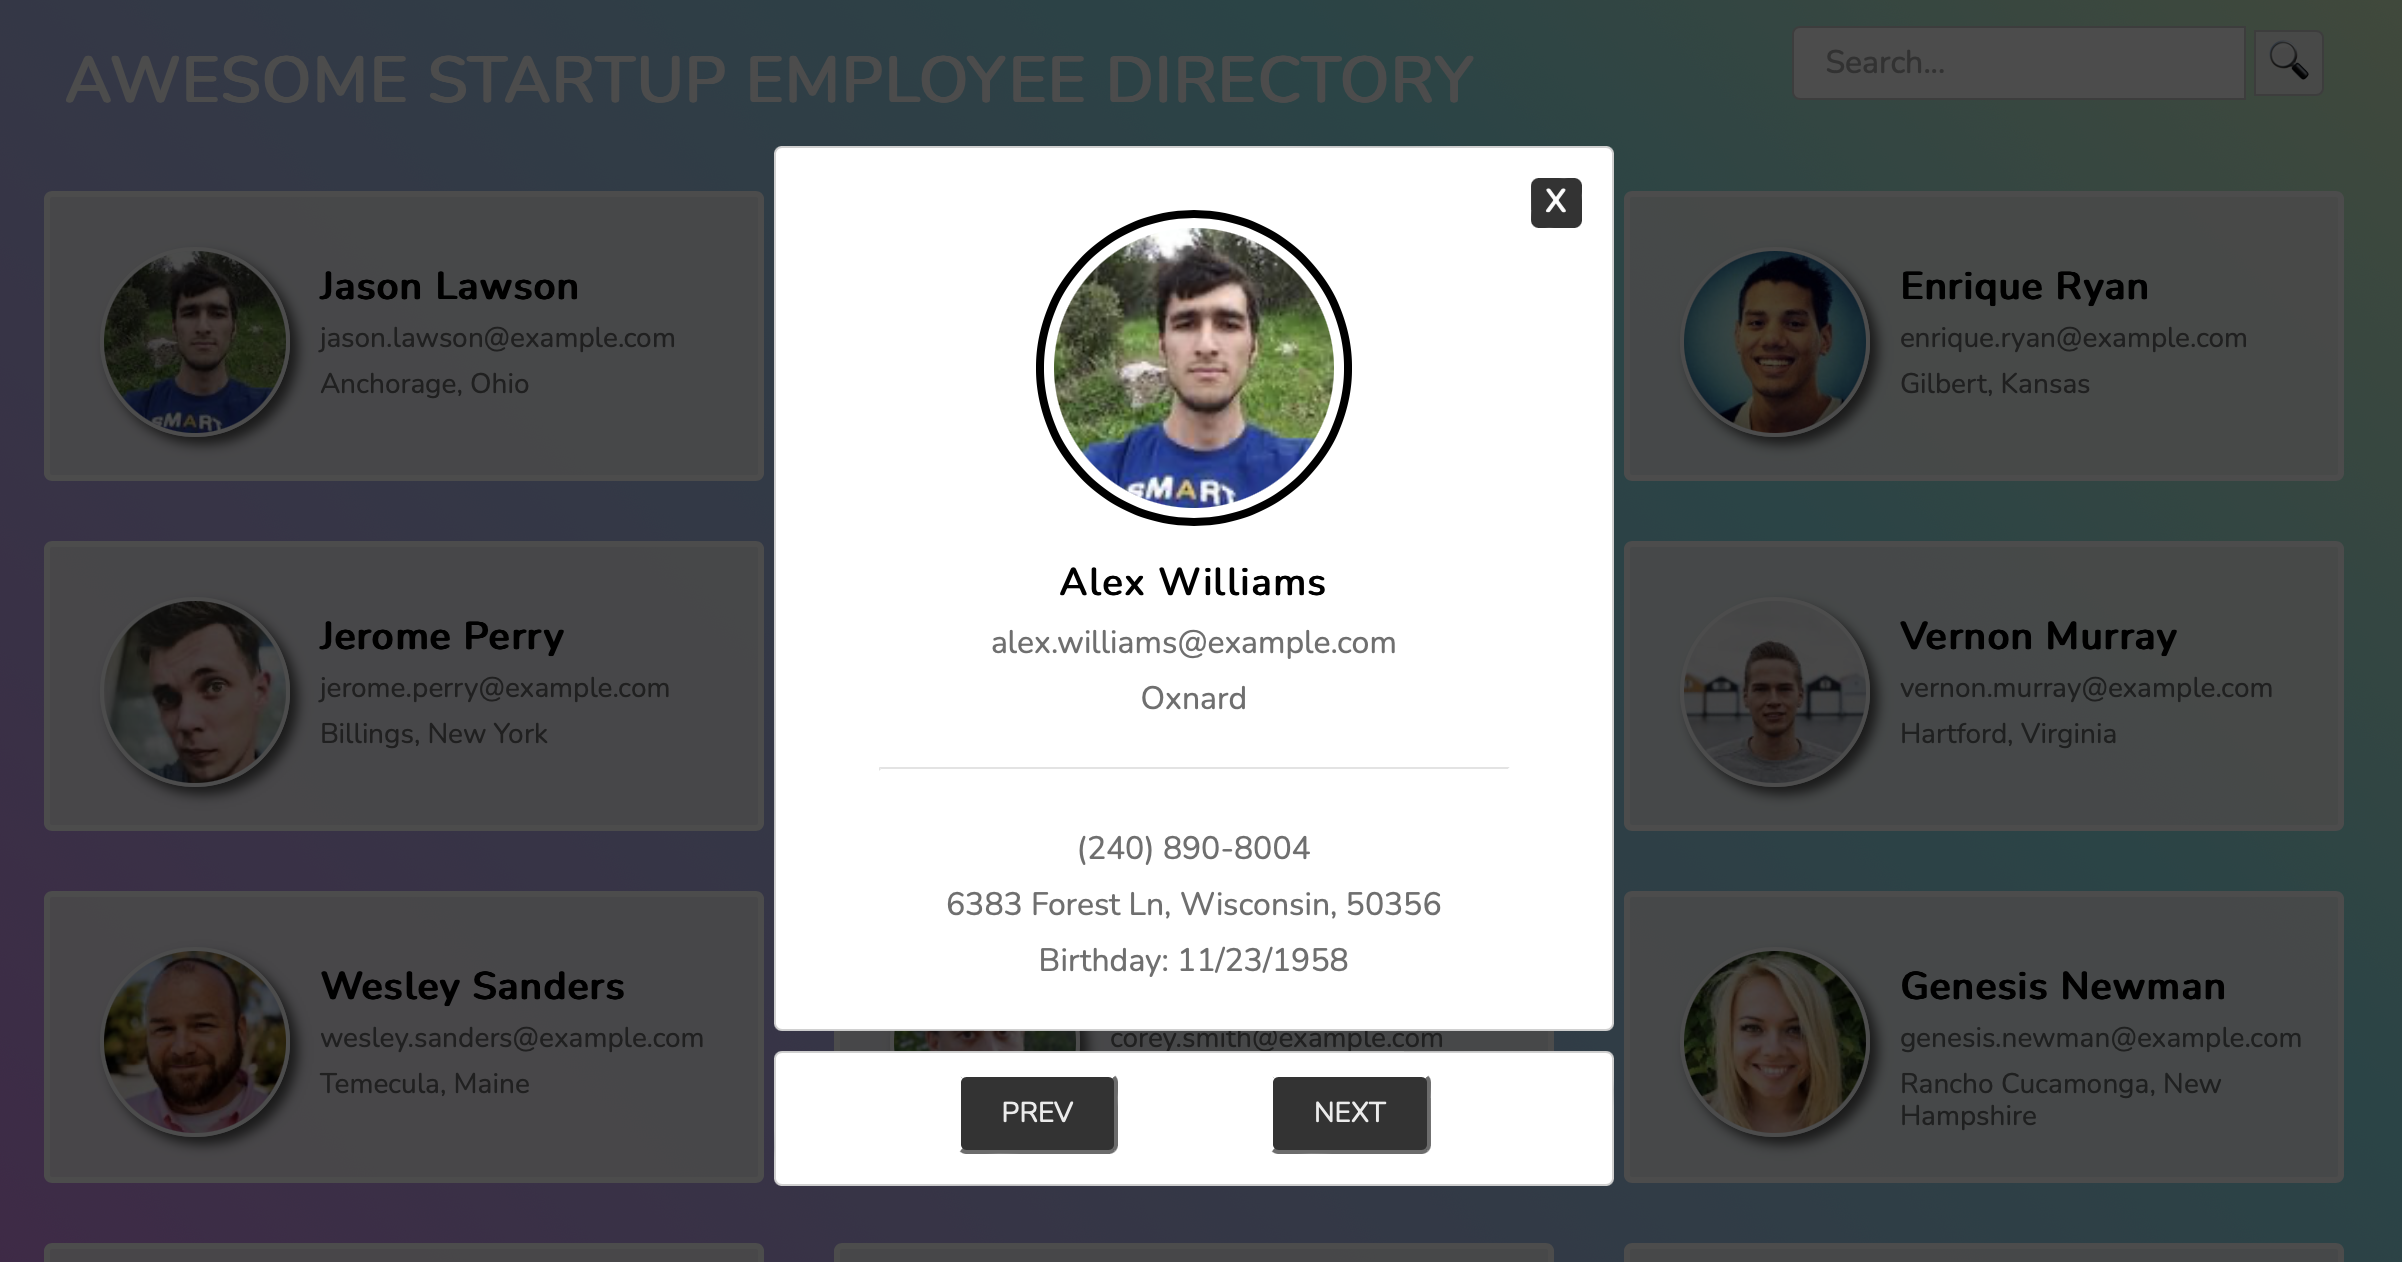 AWESOME STARTUP EMPLOYEE DIRECTORY
Search...
X
Jason Lawson
jason.lawson@example.com
Anchorage, Ohio
SMART
Enrique Ryan
enrique.ryan@example.com
Gilbert, Kansas
SMART
Alex Williams
alex.williams@example.com
Oxnard
(240) 890-8004
6383 Forest Ln, Wisconsin, 50356
Birthday: 11/23/1958
Jerome Perry
jerome.perry@example.com
Billings, New York
Vernon Murray
vernon.murray@example.com
Hartford, Virginia
Wesley Sanders
wesley.sanders@example.com
Temecula, Maine
corey.smith@example.com
Genesis Newman
genesis.newman@example.com
Rancho Cucamonga, New
Hampshire
PREV
NEXT